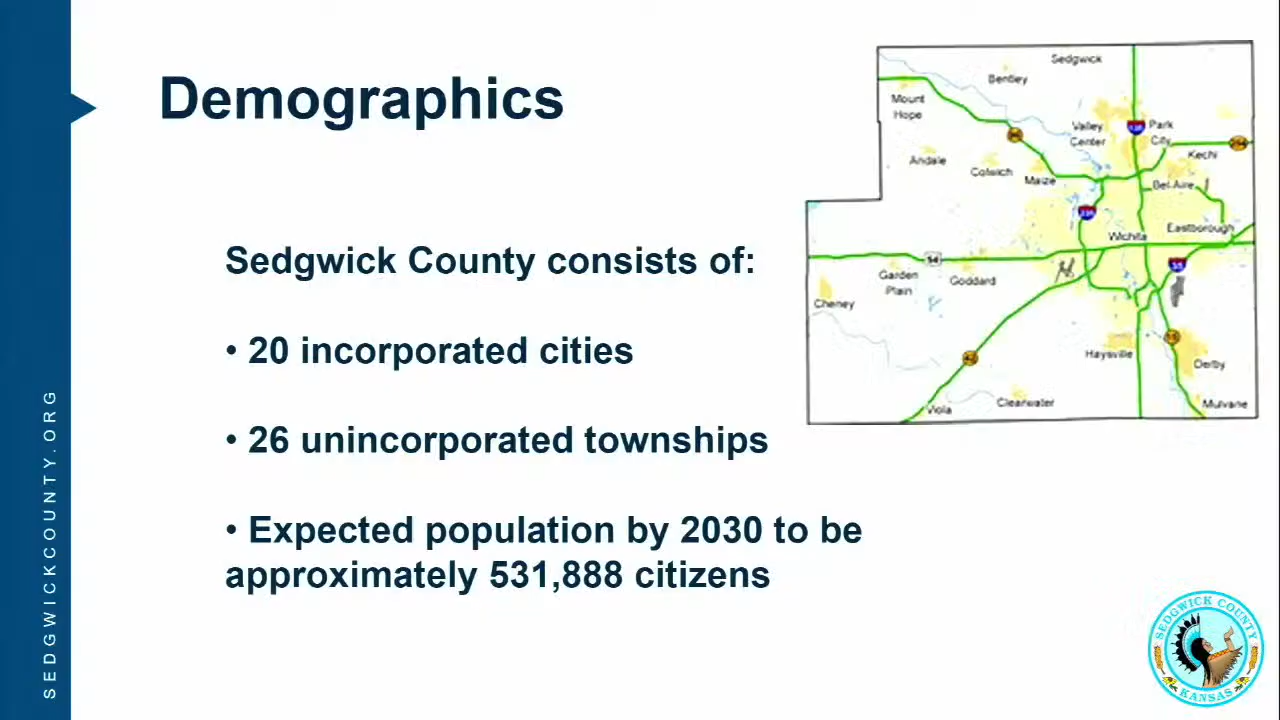 Demographics
Sedgwick County consists of:
• 20 incorporated cities
• 26 unincorporated townships
• Expected population by 2030 to be
approximately 531,888 citizens
SEDGWICKCOUNTY.ORG
Sedgwick
Bentley
Mount
Hope
Valley
Center
Park
City
Kechi
Andale
Colwich
Maize
Bel Aire
Eastborough
Wichita
54
Garden
Plain
Goddard
Cheney
Haysville
Derby
Viola
Clearwater
Mulvane
SEDGWICK COUNTY
KANSAS